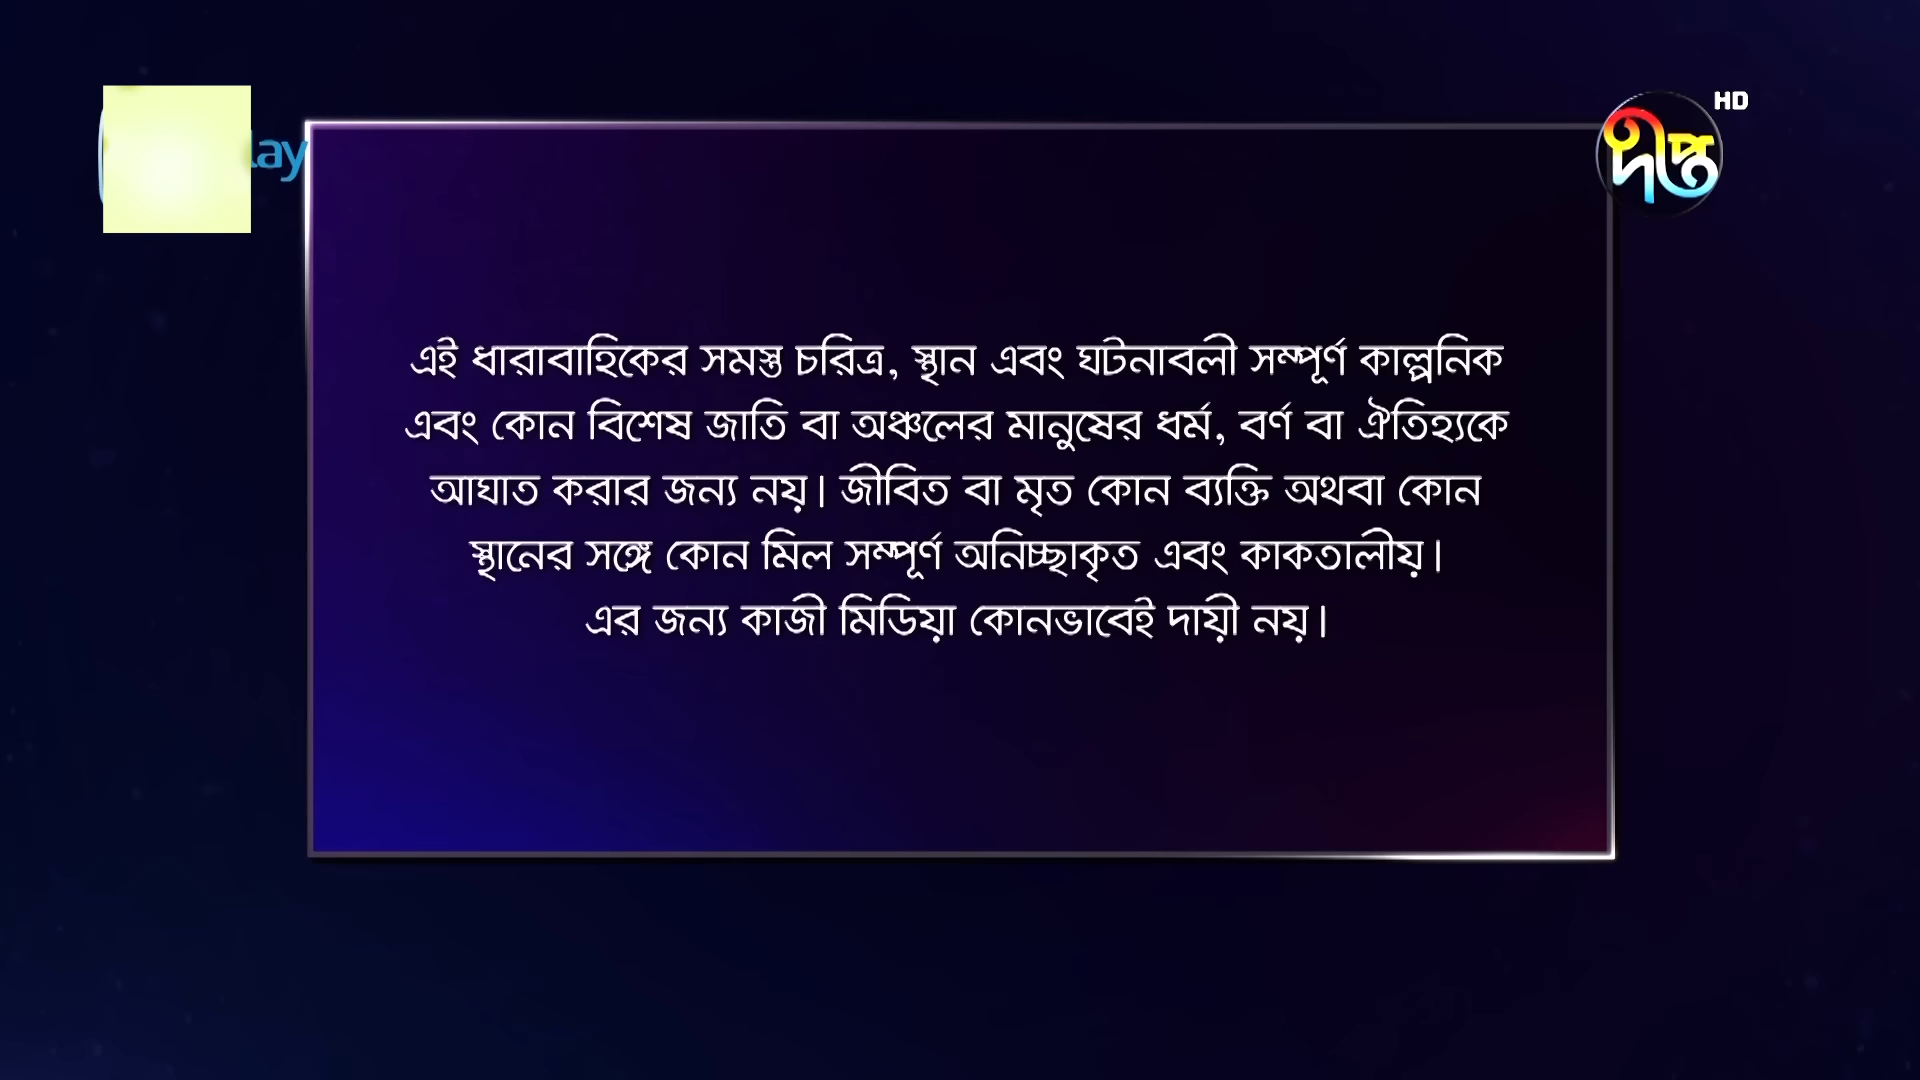 HD
দীপ্ত
lay
এই ধারাবাহিকের সমস্ত চরিত্র, স্থান এবং ঘটনাবলী সম্পূর্ণ কাল্পনিক
এবং কোন বিশেষ জাতি বা অঞ্চলের মানুষের ধর্ম, বর্ণ বা ঐতিহ্যকে
আঘাত করার জন্য নয়। জীবিত বা মৃত কোন ব্যক্তি অথবা কোন
স্থানের সঙ্গে কোন মিল সম্পূর্ণ অনিচ্ছাকৃত এবং কাকতালীয়।
এর জন্য কাজী মিডিয়া কোনভাবেই দায়ী নয়।